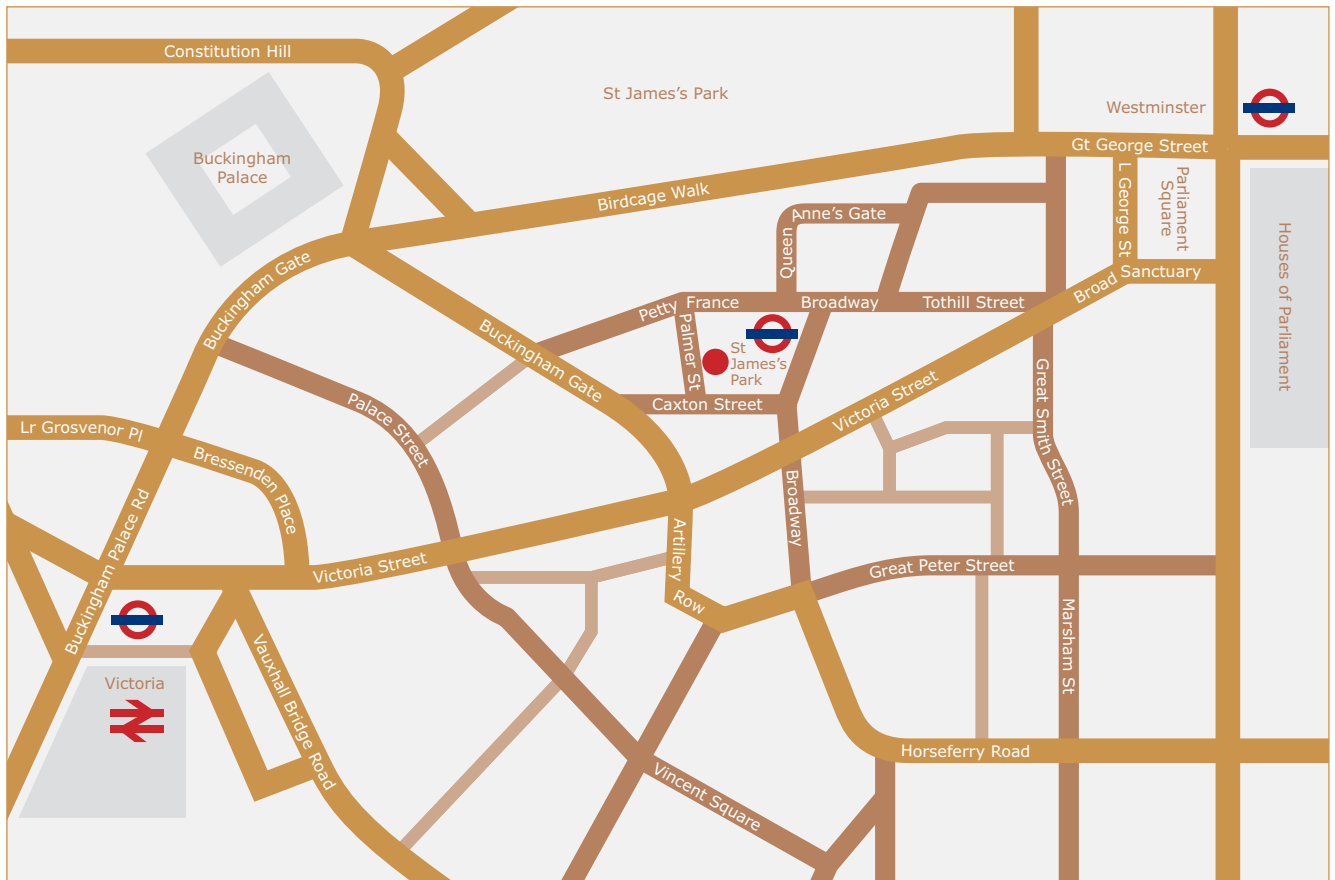 Constitution Hill
St James’s Park
Westminster
Buckingham
Palace
Gt George Street
Birdcage Walk
L George St
Parliament
Square
Anne’s Gate
Queen
Buckingham Gate
Sanctuary
Broad
Houses of Parliament
Petty
France
Broadway
Tothill Street
Palmer St
Buckingham Gate
St
James’s
Park
Great Smith Street
Palace Street
Caxton Street
Victoria Street
Lr Grosvenor Pl
Bressenden Place
Broadway
Buckingham Palace Rd
Artillery
Row
Victoria Street
Great Peter Street
Marsham St
Vauxhall Bridge Road
Victoria
Horseferry Road
Vincent Square